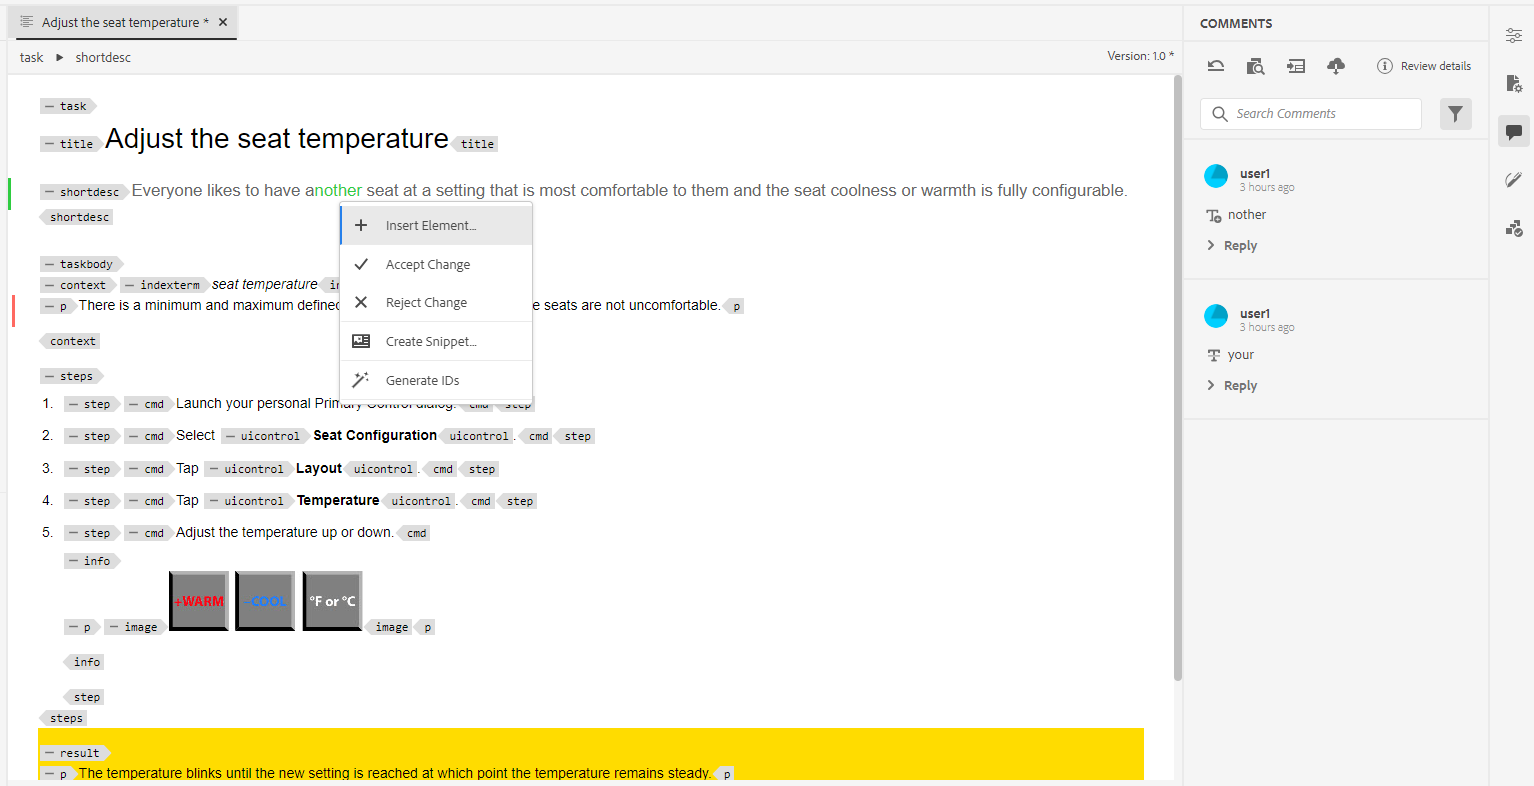 Adjust the seat temperature *
task shortdesc
Version: 1.0 *
task
title Adjust the seat temperature title
shortdesc Everyone likes to have another seat at a setting that is most comfortable to them and the seat coolness or warmth is fully configurable.
shortdesc
Insert Element...
Accept Change
Reject Change
Create Snippet...
Generate IDs
taskbody
context indexterm seat temperature
p There is a minimum and maximum defined e seats are not uncomfortable. p
context
steps
1. step cmd Launch your personal Primary Control dialog. cmd step
2. step cmd Select uicontrol Seat Configuration uicontrol . cmd step
3. step cmd Tap uicontrol Layout uicontrol . cmd step
4. step cmd Tap uicontrol Temperature uicontrol . cmd step
5. step cmd Adjust the temperature up or down. cmd
info
p image +WARM –COOL °F or °C image p
info
step
steps
result
p The temperature blinks until the new setting is reached at which point the temperature remains steady. p
COMMENTS
Review details
Search Comments
user1
3 hours ago
nother
Reply
user1
3 hours ago
your
Reply